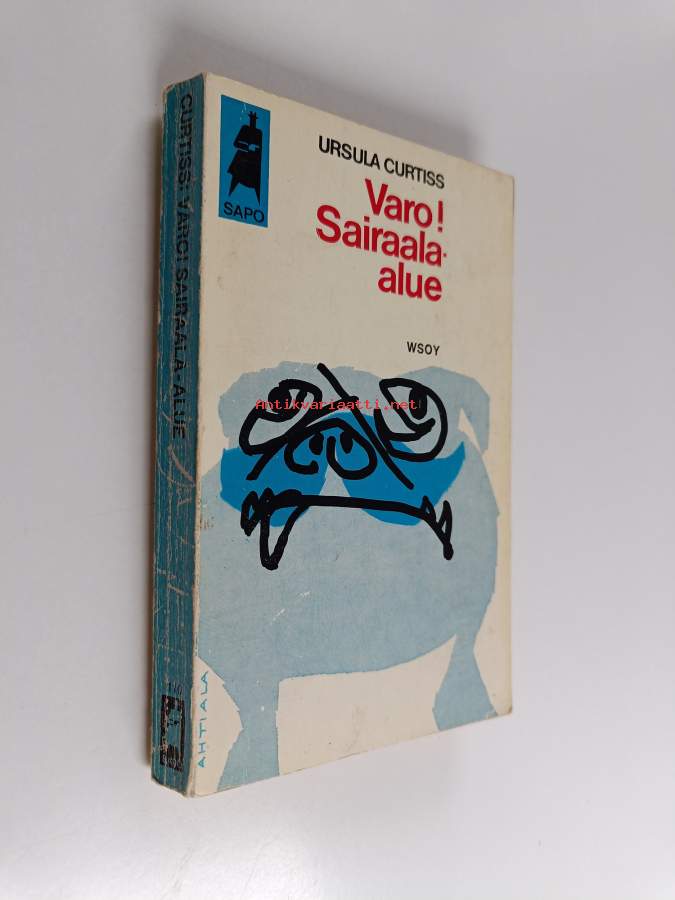 CURTISS: VARO! SAIRAALA-ALUE
SAPO
URSULA CURTISS
Varo!
Sairaala-
alue
WSOY
Antikvariaatti.net
AHTIALA